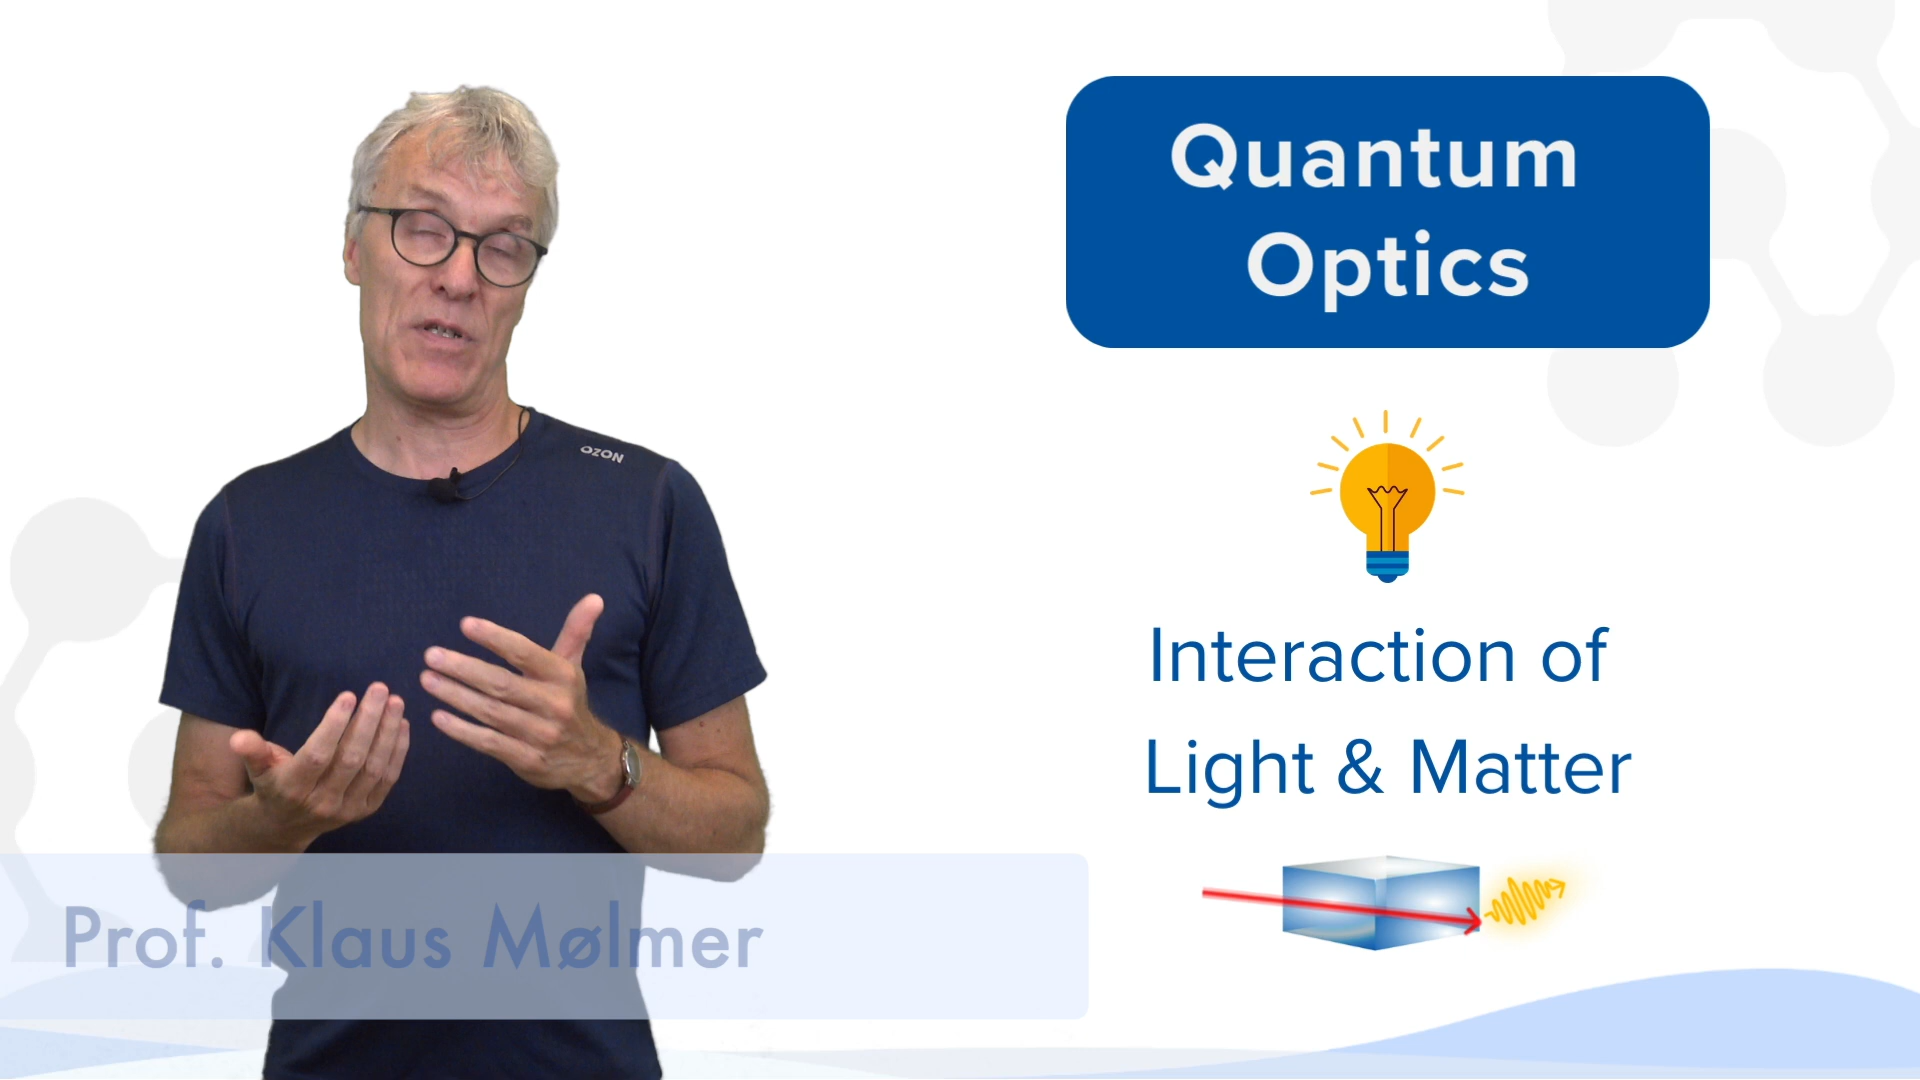 Quantum
Optics
OZON
Interaction of
Light & Matter
Prof. Klaus Mølmer